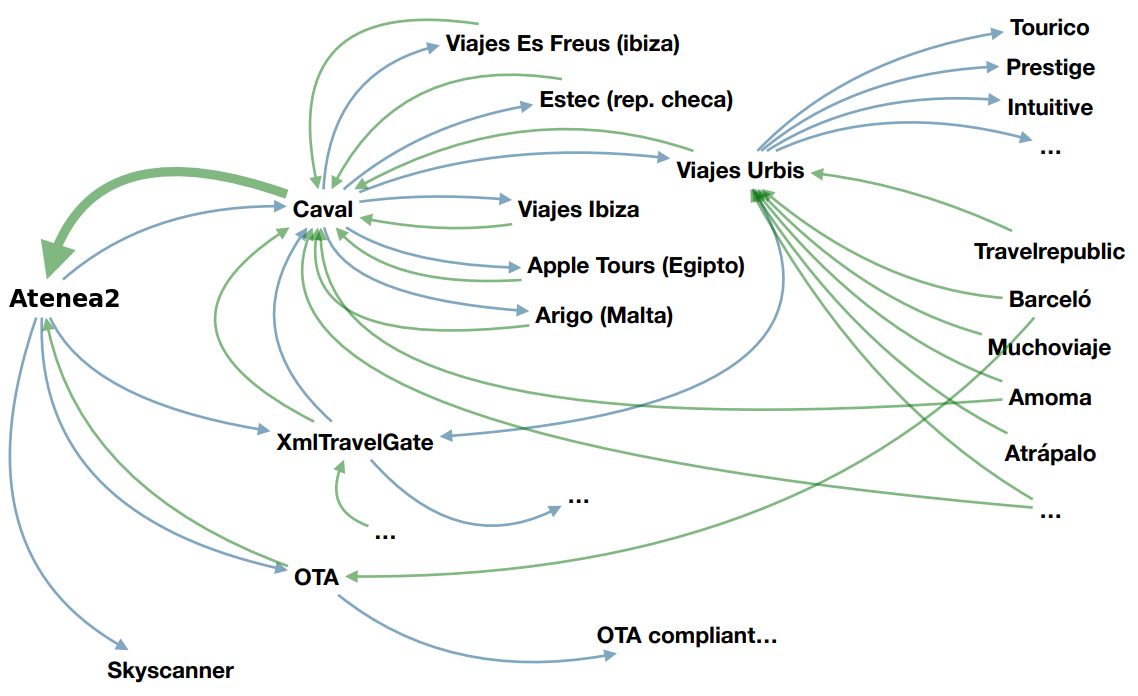 Tourico
Viajes Es Freus (ibiza)
Prestige
Estec (rep. checa)
Intuitive
...
Viajes Urbis
Caval
Viajes Ibiza
Travelrepublic
Apple Tours (Egipto)
Atenea2
Barceló
Arigo (Malta)
Muchoviaje
Amoma
XmlTravelGate
Atrápalo
...
...
...
OTA
OTA compliant...
Skyscanner